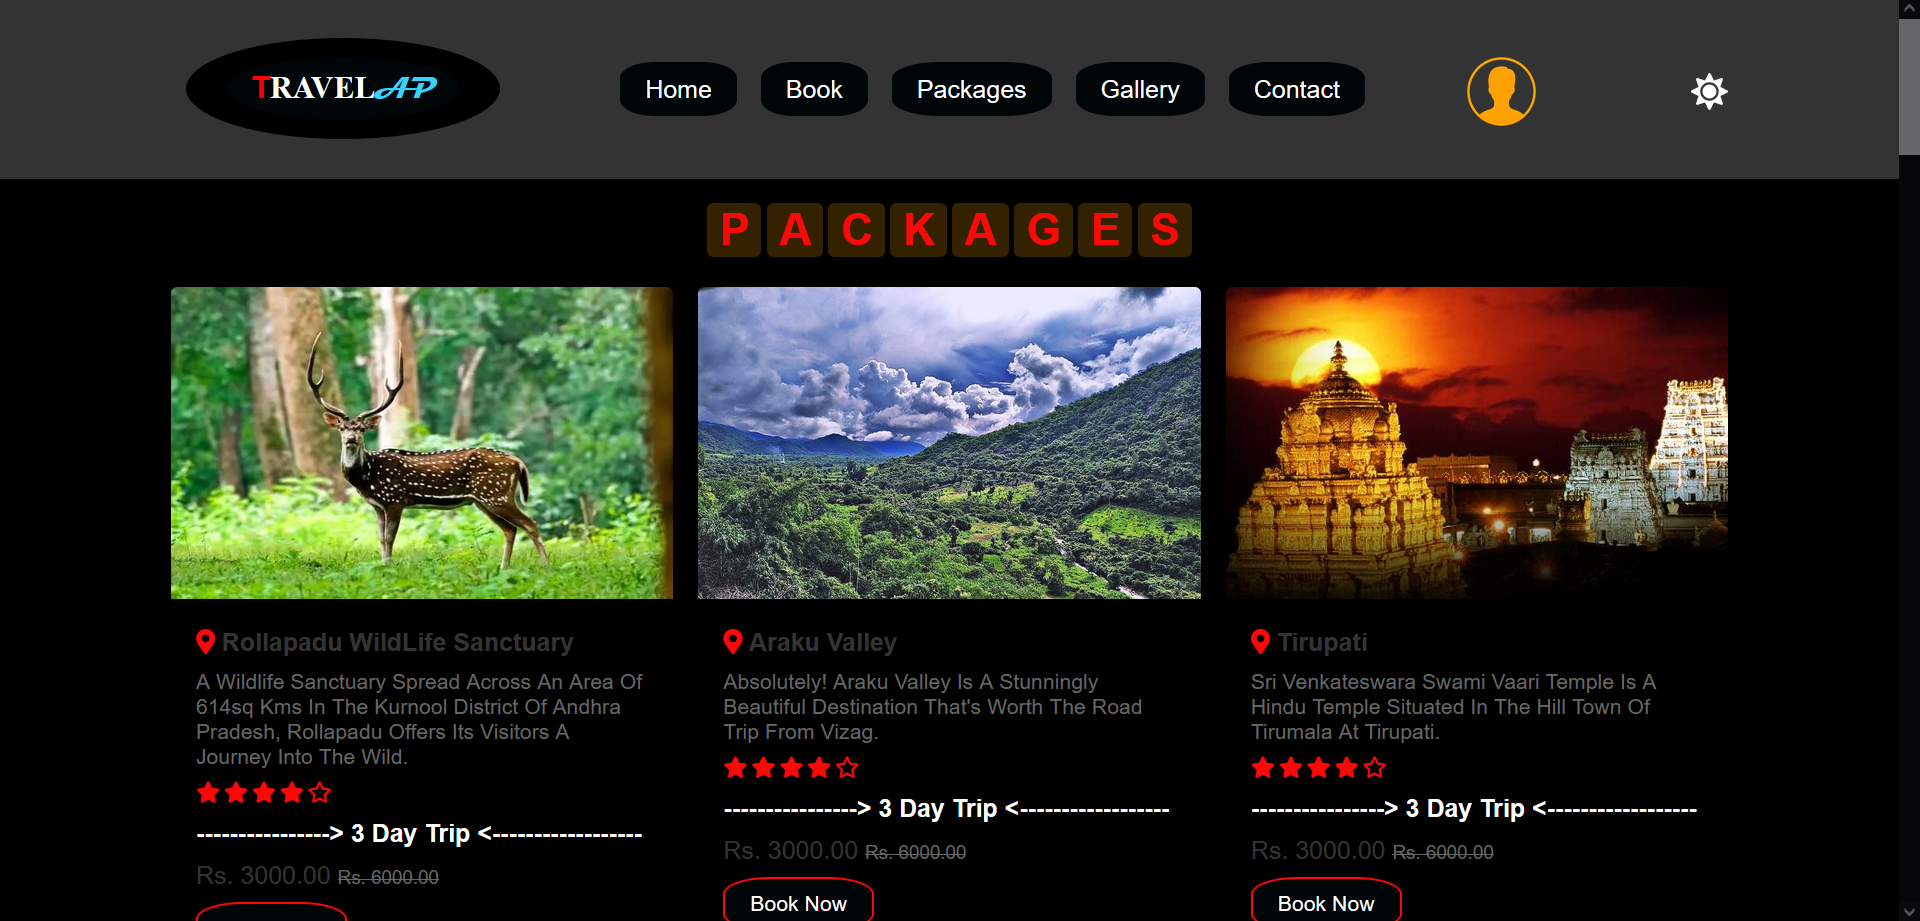 TRAVELAP
Home
Book
Packages
Gallery
Contact
PACKAGES
Rollapadu WildLife Sanctuary
A Wildlife Sanctuary Spread Across An Area Of
614sq Kms In The Kurnool District Of Andhra
Pradesh, Rollapadu Offers Its Visitors A
Journey Into The Wild.
----------------> 3 Day Trip <------------------
Rs. 3000.00 Rs. 6000.00
Araku Valley
Absolutely! Araku Valley Is A Stunningly
Beautiful Destination That's Worth The Road
Trip From Vizag.
----------------> 3 Day Trip <------------------
Rs. 3000.00 Rs. 6000.00
Book Now
Tirupati
Sri Venkateswara Swami Vaari Temple Is A
Hindu Temple Situated In The Hill Town Of
Tirumala At Tirupati.
----------------> 3 Day Trip <------------------
Rs. 3000.00 Rs. 6000.00
Book Now